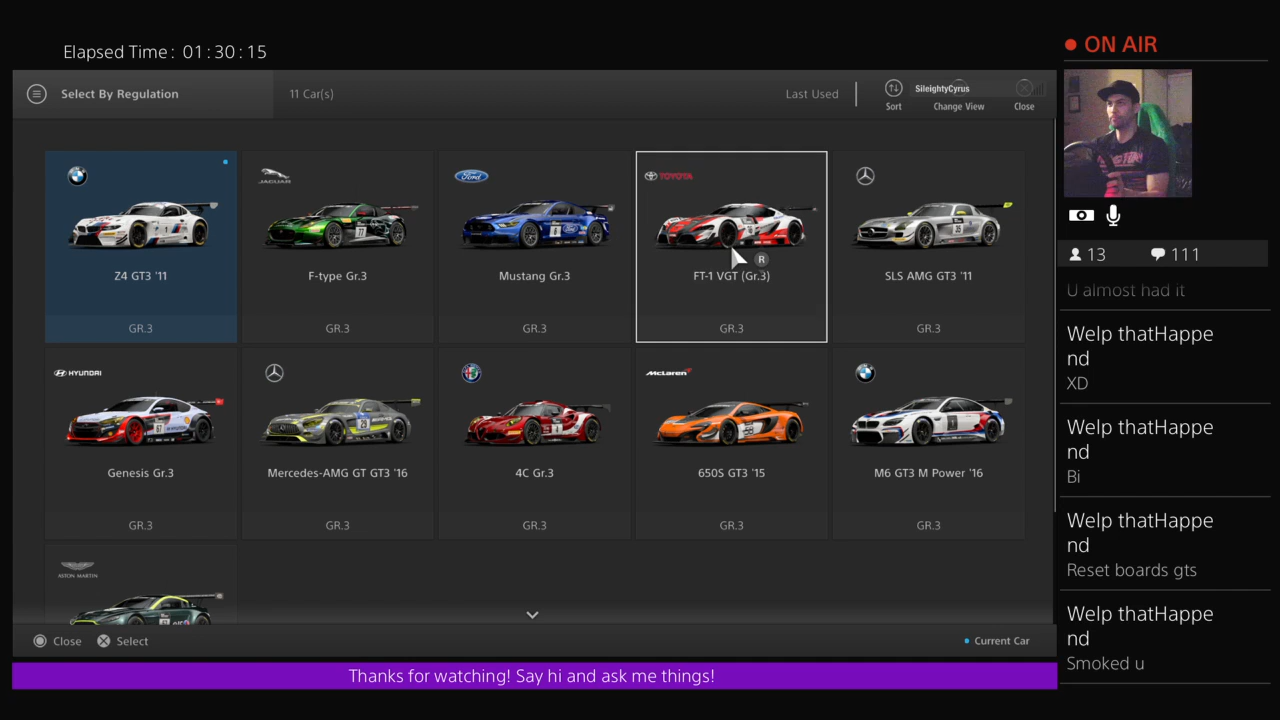 Elapsed Time: 01:30:15
ON AIR
Select By Regulation
11 Car(s)
Last Used
Sort
SileightyCyrus
Change View
Close
Z4 GT3 '11
GR.3
JAGUAR
F-type Gr.3
GR.3
Ford
Mustang Gr.3
GR.3
TOYOTA
R
FT-1 VGT (Gr.3)
GR.3
SLS AMG GT3 '11
GR.3
HYUNDAI
Genesis Gr.3
GR.3
Mercedes-AMG GT GT3 '16
GR.3
4C Gr.3
GR.3
McLaren
650S GT3 '15
GR.3
M6 GT3 M Power '16
GR.3
ASTON MARTIN
Close
Select
Current Car
Thanks for watching! Say hi and ask me things!
13
111
U almost had it
Welp thatHappe
nd
XD
Welp thatHappe
nd
Bi
Welp thatHappe
nd
Reset boards gts
Welp thatHappe
nd
Smoked u